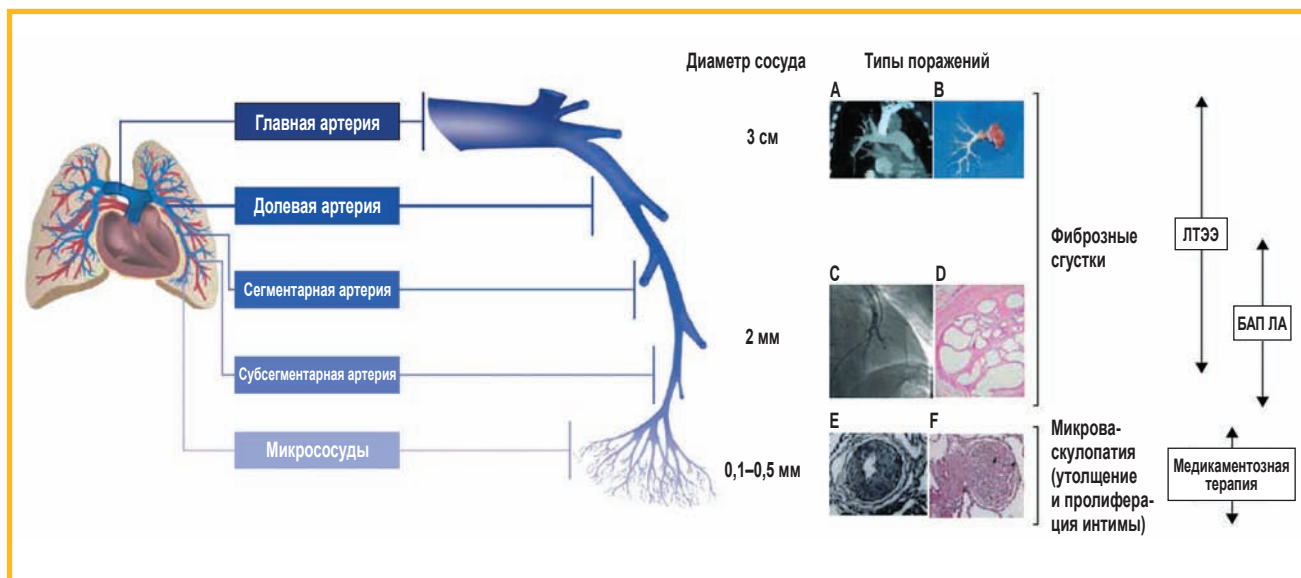 Диаметр сосуда
Типы поражений
Главная артерия
Долевая артерия
Сегментарная артерия
Субсегментарная артерия
Микрососуды
3 см
2 мм
0,1–0,5 мм
A
B
C
D
E
F
Фиброзные
сгустки
Микрова-
скулопатия
(утолщение
и пролифера-
ция интимы)
ЛТЭЭ
БАП ЛА
Медикаментозная
терапия